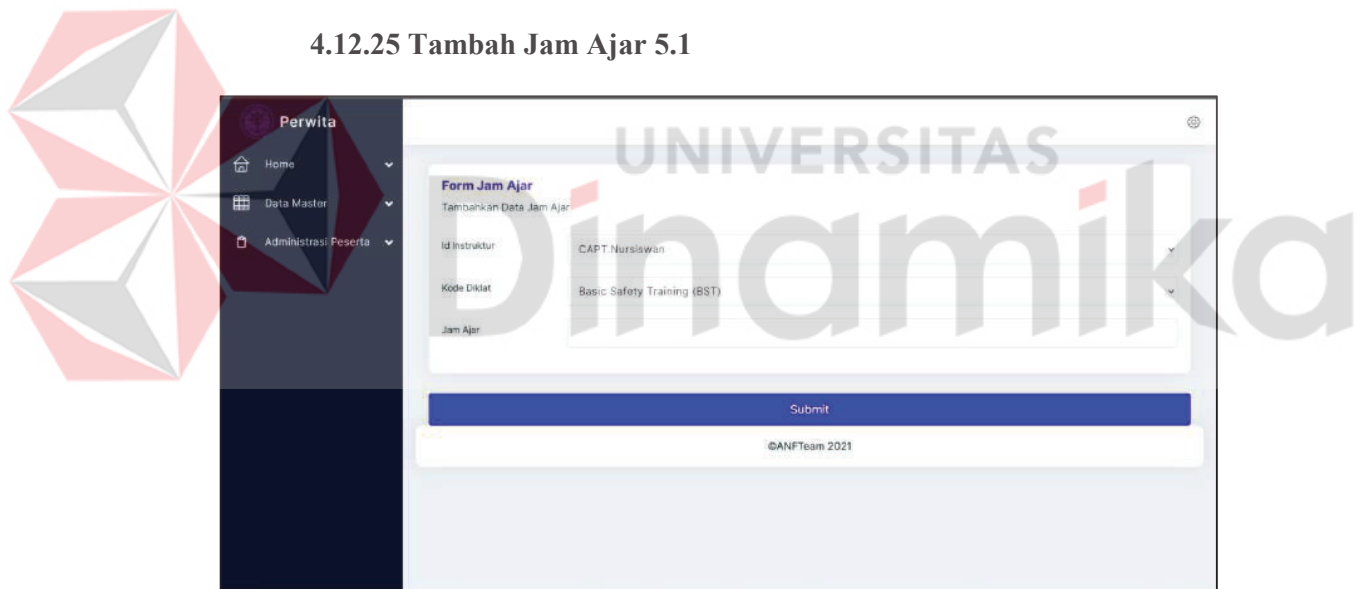 4.12.25 Tambah Jam Ajar 5.1
Perwita
UNIVERSITAS
Dinamika
Home
Data Master
Administrasi Peserta
Form Jam Ajar
Tambahkan Data Jam Ajar
Id Instruktur
CAPT.Nursiswan
Kode Diklat
Basic Safety Training (BST)
Jam Ajar
Submit
©ANFTeam 2021